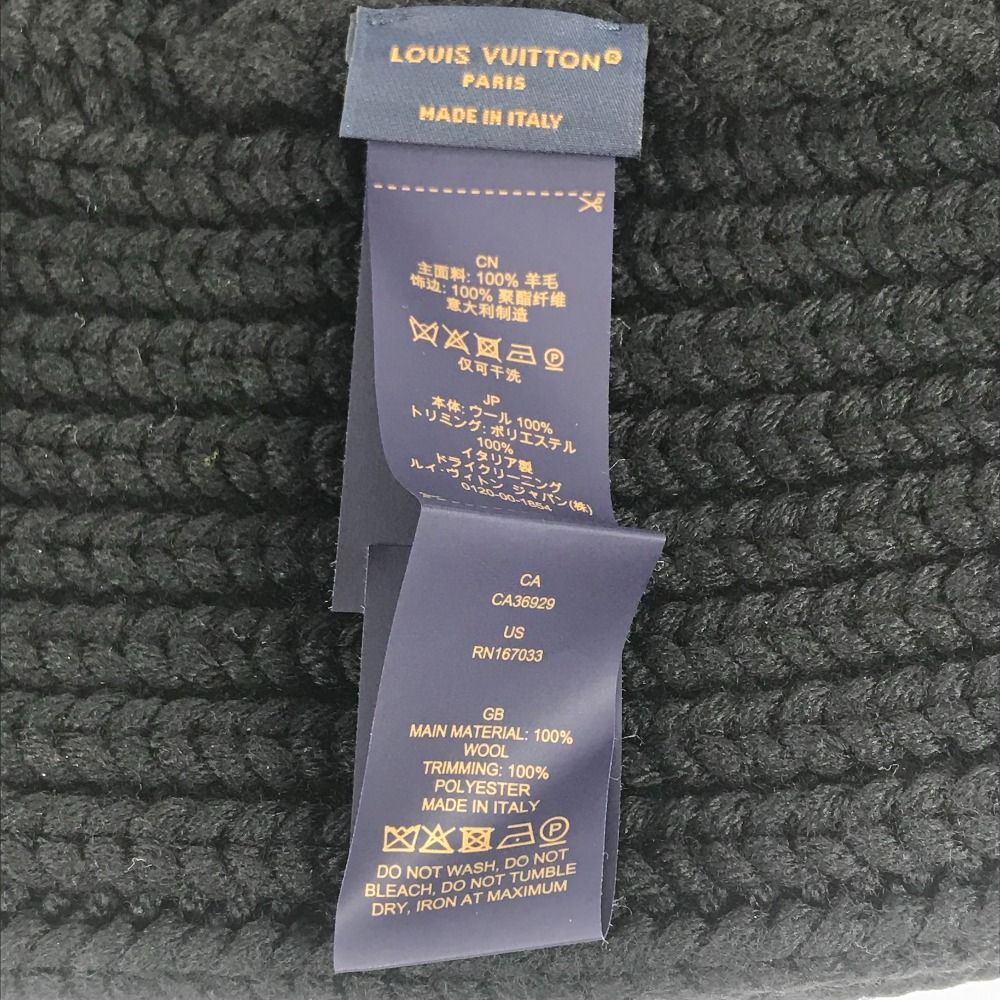 LOUIS VUITTON®
PARIS
MADE IN ITALY
CN
主面料: 100% 羊毛
饰边: 100% 聚酯纤维
意大利制造
P
仅可干洗
JP
本体: ウール 100%
トリミング: ポリエステル
100%
イタリア製
ドライクリーニング
ルイ・ヴィトン ジャパン(株)
0120-00-1854
CA
CA36929
US
RN167033
GB
MAIN MATERIAL: 100%
WOOL
TRIMMING: 100%
POLYESTER
MADE IN ITALY
P
DO NOT WASH, DO NOT
BLEACH, DO NOT TUMBLE
DRY, IRON AT MAXIMUM